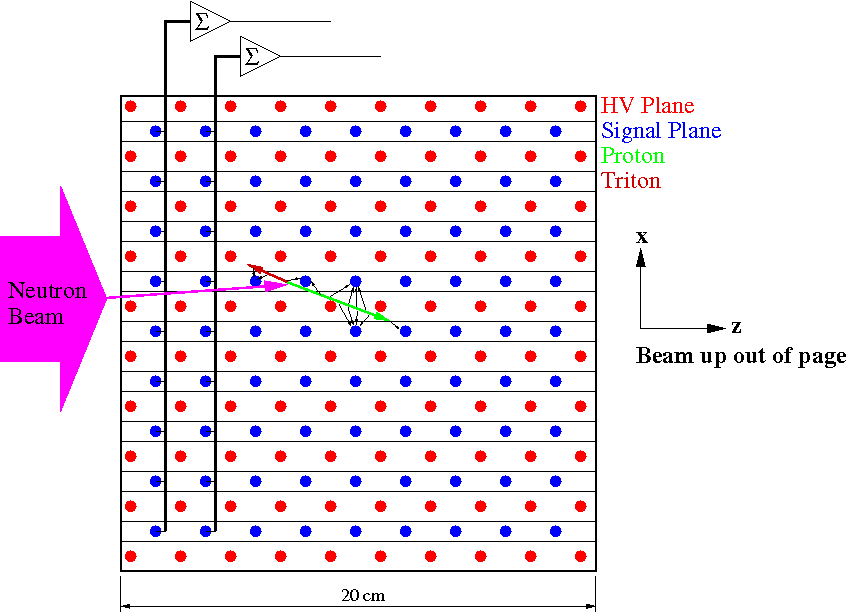 Σ
Σ
HV Plane
Signal Plane
Proton
Triton
x
Neutron
Beam
z
Beam up out of page
20 cm